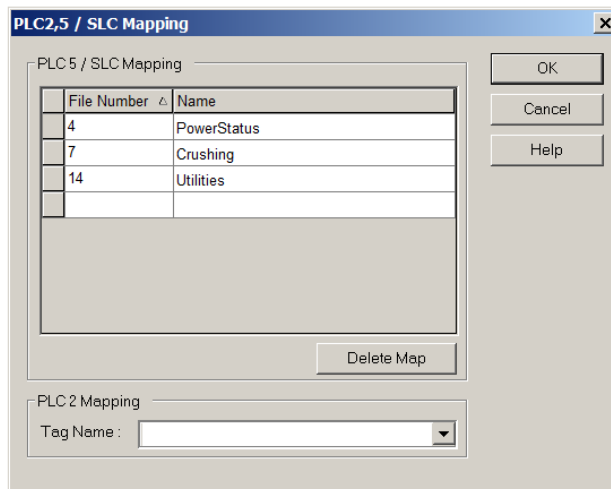 PLC2,5 / SLC Mapping
PLC 5 / SLC Mapping
File Number Name
4 PowerStatus
7 Crushing
14 Utilities
Delete Map
PLC 2 Mapping
Tag Name :
OK
Cancel
Help